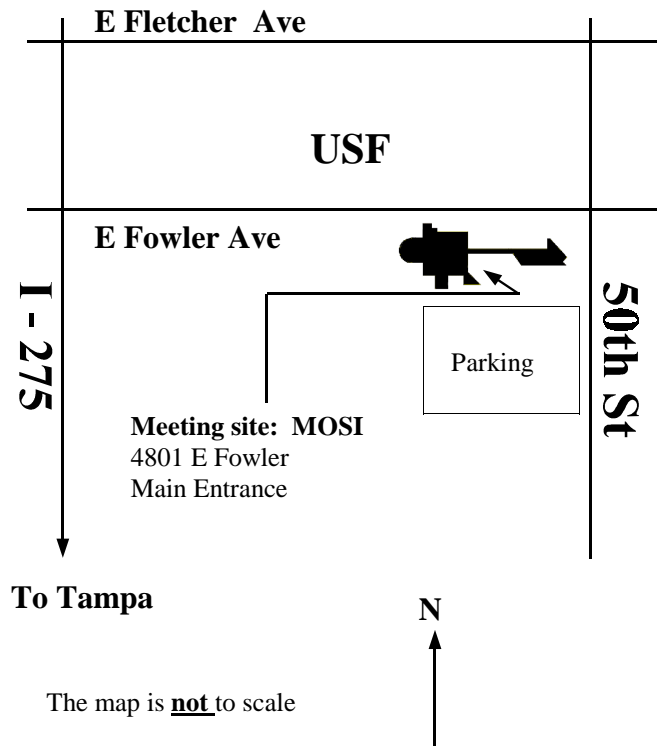 E Fletcher  Ave
USF
E Fowler Ave
I - 275
50th St
Parking
Meeting site:  MOSI
4801 E Fowler
Main Entrance
To Tampa
N
The map is not to scale